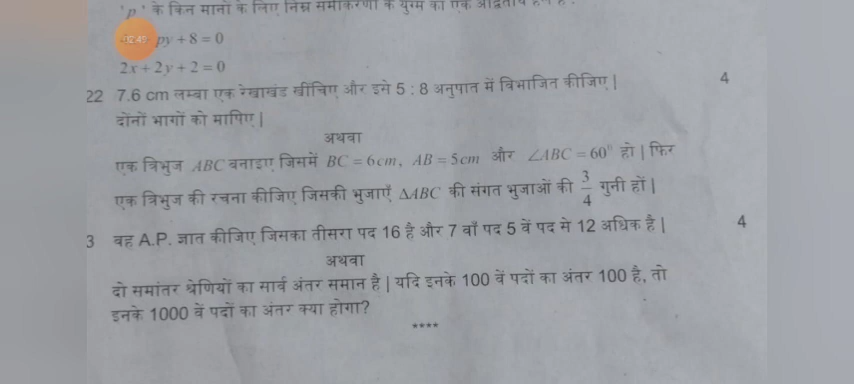 'p' के किन मानों के लिए निम्न समीकरणों के युग्म का एक अद्वितीय
02:49 py + 8 = 0
2x + 2y + 2 = 0
22 7.6 cm लम्बा एक रेखाखंड खींचिए और इसे 5 : 8 अनुपात में विभाजित कीजिए | 4
दोंनों भागों को मापिए |
अथवा
एक त्रिभुज ABC बनाइए जिसमें BC = 6cm, AB = 5cm और ∠ABC = 60° हो | फिर
एक त्रिभुज की रचना कीजिए जिसकी भुजाएँ ΔABC की संगत भुजाओं की 3/4 गुनी हों |
3 वह A.P. ज्ञात कीजिए जिसका तीसरा पद 16 है और 7 वाँ पद 5 वें पद से 12 अधिक है | 4
अथवा
दो समांतर श्रेणियों का सार्व अंतर समान है | यदि इनके 100 वें पदों का अंतर 100 है, तो
इनके 1000 वें पदों का अंतर क्या होगा?
****